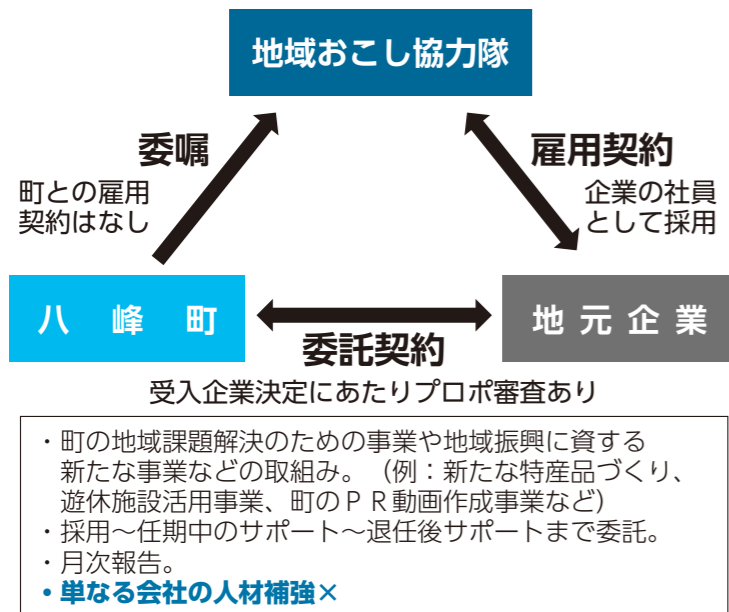 地域おこし協力隊
委嘱
町との雇用
契約はなし
雇用契約
企業の社員
として採用
八峰町
地元企業
委託契約
受入企業決定にあたりプロポ審査あり
・町の地域課題解決のための事業や地域振興に資する
新たな事業などの取組み。（例：新たな特産品づくり、
遊休施設活用事業、町のＰＲ動画作成事業など）
・採用～任期中のサポート～退任後サポートまで委託。
・月次報告。
・単なる会社の人材補強×